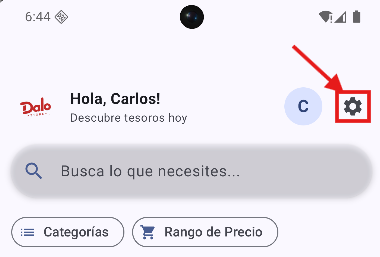 6:44
Dalo
Hola, Carlos!
Descubre tesoros hoy
C
Busca lo que necesites...
Categorías
Rango de Precio